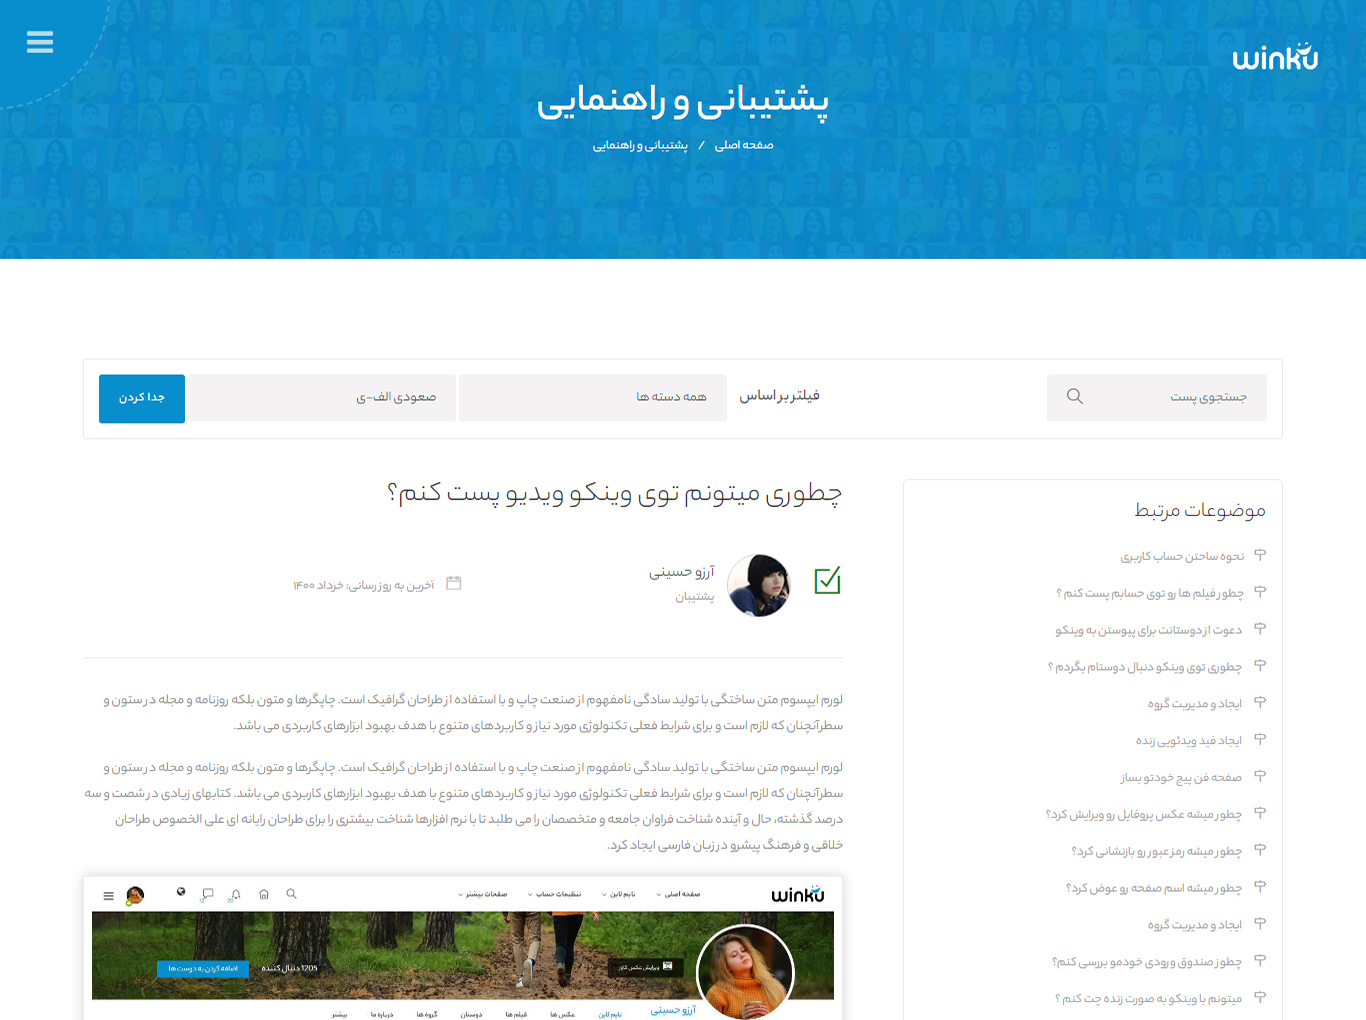 winku
پشتیبانی و راهنمایی
صفحه اصلی / پشتیبانی و راهنمایی
جستجوی پست
فیلتر بر اساس
همه دسته ها
صعودی الف-ی
جدا کردن
موضوعات مرتبط
نحوه ساختن حساب کاربری
چطور فیلم ها رو توی حسابم پست کنم ؟
دعوت از دوستانت برای پیوستن به وینکو
چطوری توی وینکو دنبال دوستام بگردم ؟
ایجاد و مدیریت گروه
ایجاد فید ویدئویی زنده
صفحه فن پیج خودتو بساز
چطور میشه عکس پروفایل رو ویرایش کرد؟
چطور میشه رمز عبور رو بازنشانی کرد؟
چطور میشه اسم صفحه رو عوض کرد؟
ایجاد و مدیریت گروه
چطوز صندوق ورودی خودمو بررسی کنم؟
میتونم با وینکو به صورت زنده چت کنم ؟
چطوری میتونم توی وینکو ویدیو پست کنم؟
آرزو حسینی
پشتیبان
آخرین به روز رسانی: خرداد ۱۴۰۰
لورم ایپسوم متن ساختگی با تولید سادگی نامفهوم از صنعت چاپ و با استفاده از طراحان گرافیک است. چاپگرها و متون بلکه روزنامه و مجله در ستون و
سطرآنچنان که لازم است و برای شرایط فعلی تکنولوژی مورد نیاز و کاربردهای متنوع با هدف بهبود ابزارهای کاربردی می باشد.
لورم ایپسوم متن ساختگی با تولید سادگی نامفهوم از صنعت چاپ و با استفاده از طراحان گرافیک است. چاپگرها و متون بلکه روزنامه و مجله در ستون و
سطرآنچنان که لازم است و برای شرایط فعلی تکنولوژی مورد نیاز و کاربردهای متنوع با هدف بهبود ابزارهای کاربردی می باشد. کتابهای زیادی در شصت و سه
درصد گذشته، حال و آینده شناخت فراوان جامعه و متخصصان را می طلبد تا با نرم افزارها شناخت بیشتری را برای طراحان رایانه ای علی الخصوص طراحان
خلاقی و فرهنگ پیشرو در زبان فارسی ایجاد کرد.
winku
صفحه اصلی
تایم لاین
تنظیمات حساب
صفحات بیشتر
ویرایش عکس کاور
1205 دنبال کننده
اضافه کردن به دوست ها
آرزو حسینی
تایم لاین
عکس ها
فیلم ها
دوستان
گروه ها
درباره ما
بیشتر